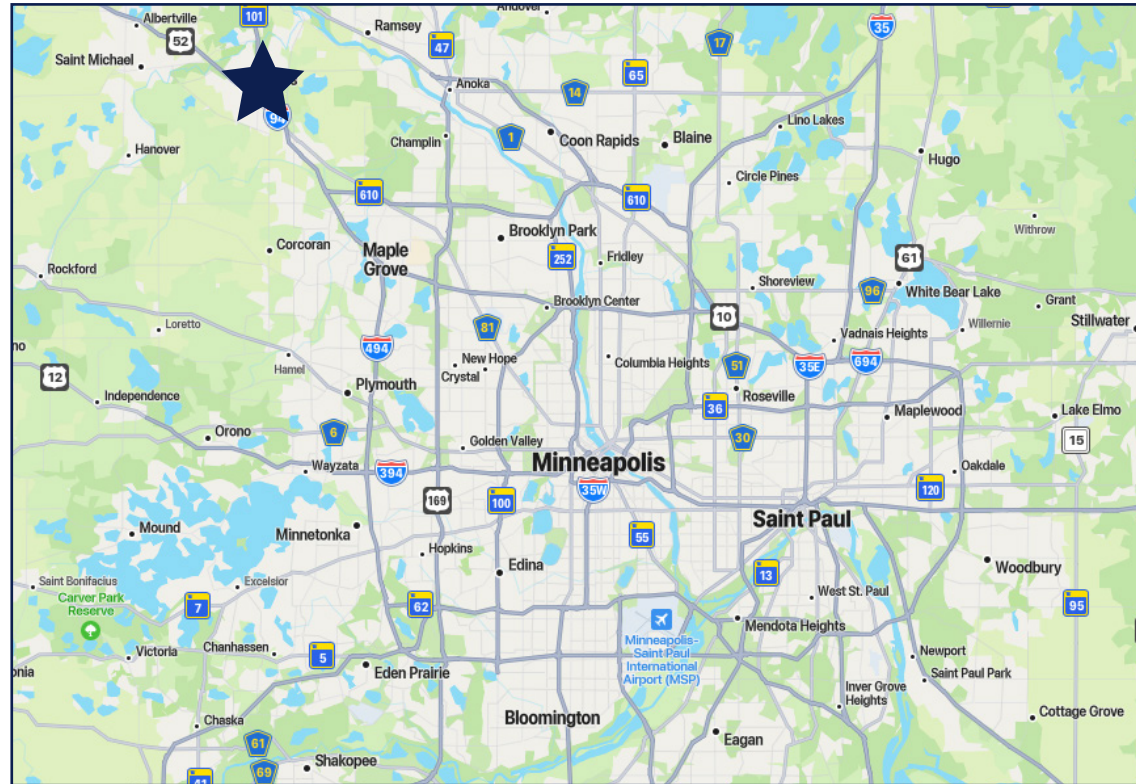 Albertville
101
Ramsey
Andover
35
52
47
17
Saint Michael
65
Anoka
14
94
Lino Lakes
Champlin
1
Coon Rapids
Blaine
Hanover
Hugo
Circle Pines
610
610
Withrow
Brooklyn Park
Corcoran
Maple
Grove
252
Fridley
61
Rockford
Shoreview
96
White Bear Lake
Brooklyn Center
Grant
10
Loretto
81
Willernie
Stillwater
Vadnais Heights
494
Hamel
New Hope
Columbia Heights
51
35E
694
Crystal
12
Plymouth
Independence
Roseville
36
Maplewood
Lake Elmo
6
Orono
30
15
Golden Valley
Wayzata
Minneapolis
Oakdale
394
169
100
35W
120
Saint Paul
Mound
Minnetonka
55
Hopkins
Edina
Woodbury
13
Saint Bonifacius
Excelsior
Carver Park
Reserve
7
62
West St. Paul
95
Mendota Heights
Minneapolis-
Saint Paul
International
Airport (MSP)
Victoria
Chanhassen
5
Newport
Eden Prairie
Saint Paul Park
Inver Grove
Heights
Chaska
Bloomington
Cottage Grove
61
Eagan
69
Shakopee
41